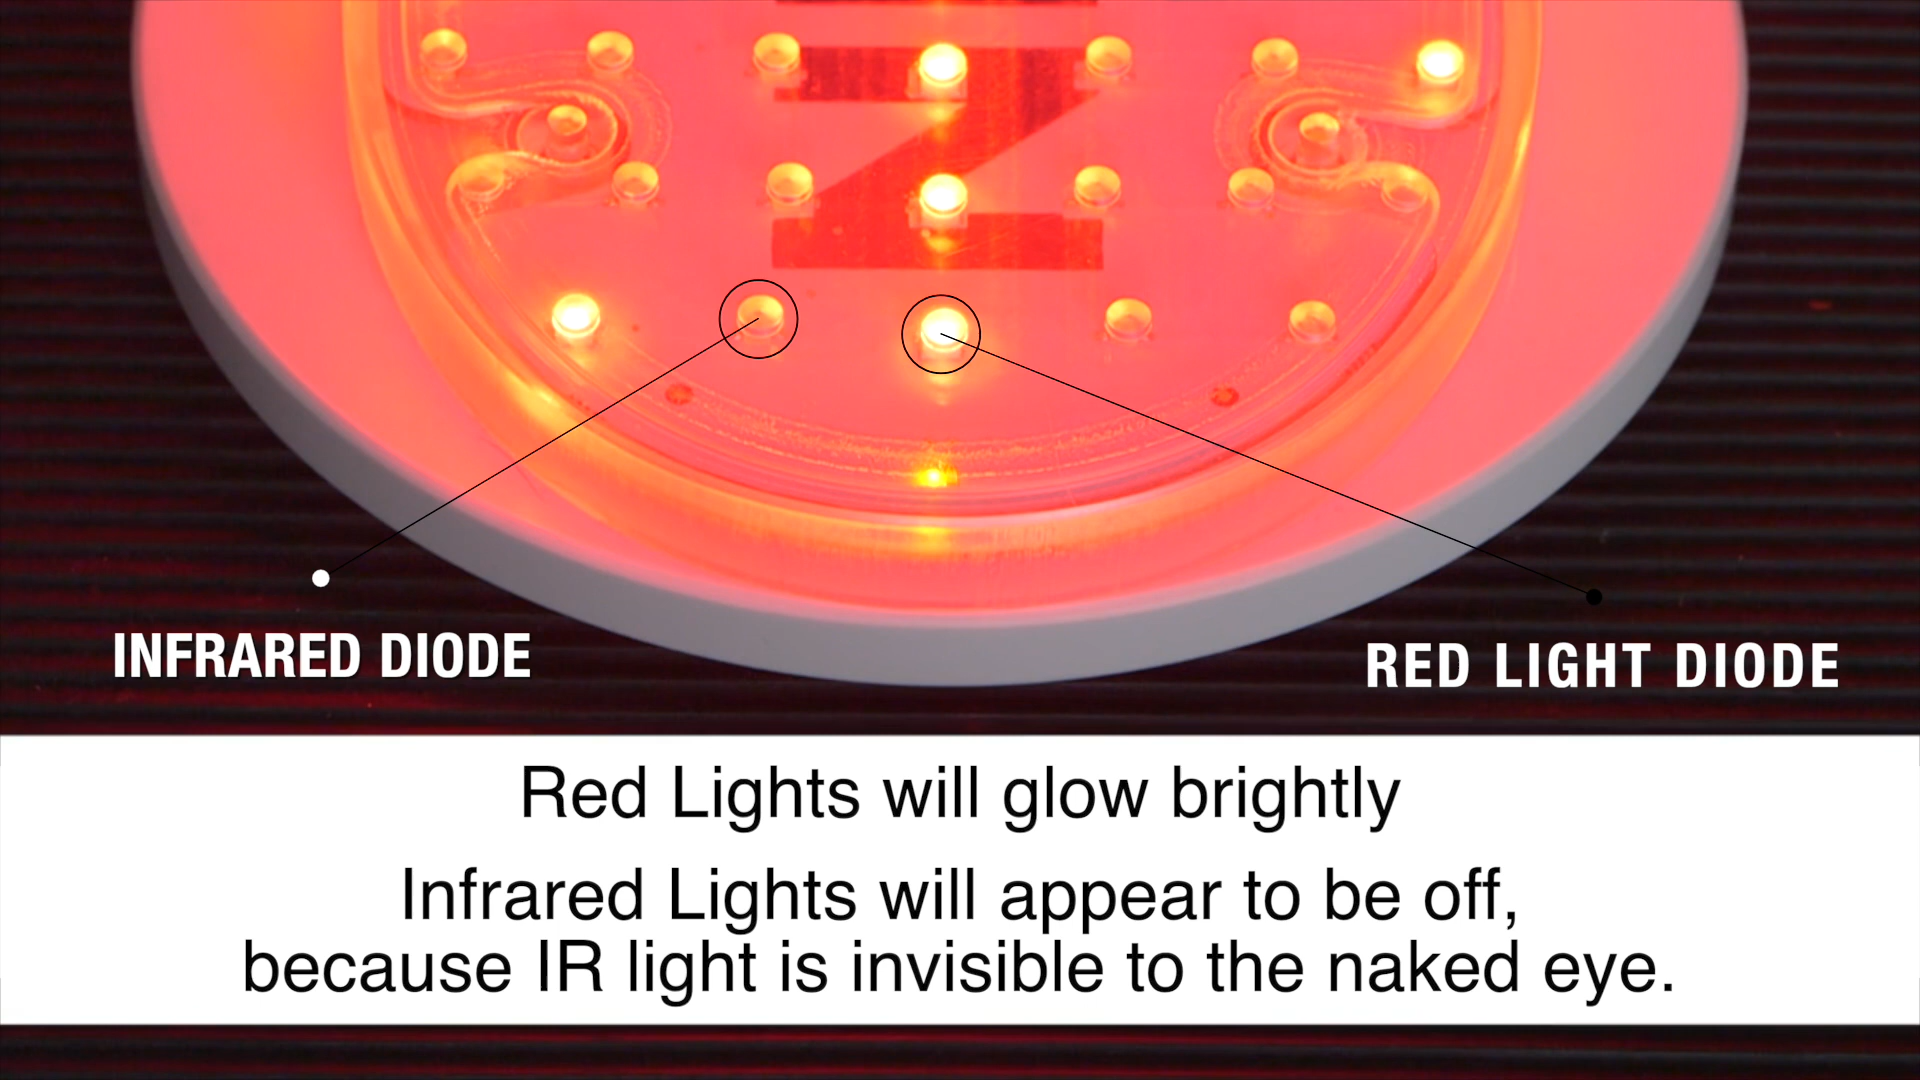 N
INFRARED DIODE
RED LIGHT DIODE
Red Lights will glow brightly
Infrared Lights will appear to be off,
because IR light is invisible to the naked eye.